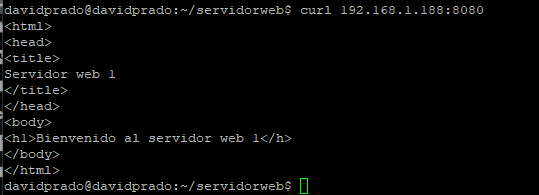 davidprado@davidprado:~/servidorweb$ curl 192.168.1.188:8080
<html>
<head>
<title>
Servidor web 1
</title>
</head>
<body>
<h1>Bienvenido al servidor web 1</h>
</body>
</html>
davidprado@davidprado:~/servidorweb$